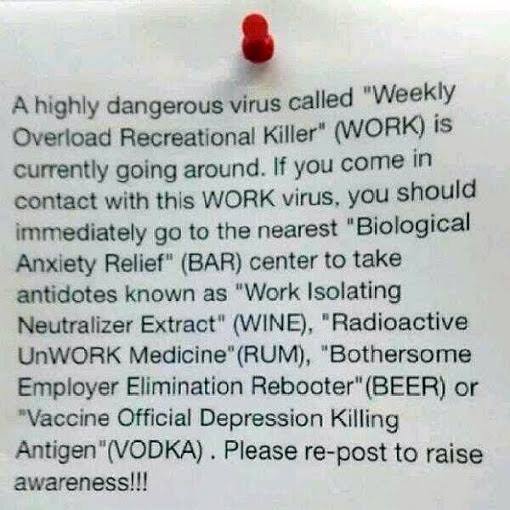 A highly dangerous virus called "Weekly
Overload Recreational Killer" (WORK) is
currently going around. If you come in
contact with this WORK virus, you should
immediately go to the nearest "Biological
Anxiety Relief" (BAR) center to take
antidotes known as "Work Isolating
Neutralizer Extract" (WINE), "Radioactive
UnWORK Medicine"(RUM), "Bothersome
Employer Elimination Rebooter"(BEER) or
"Vaccine Official Depression Killing
Antigen"(VODKA) . Please re-post to raise
awareness!!!